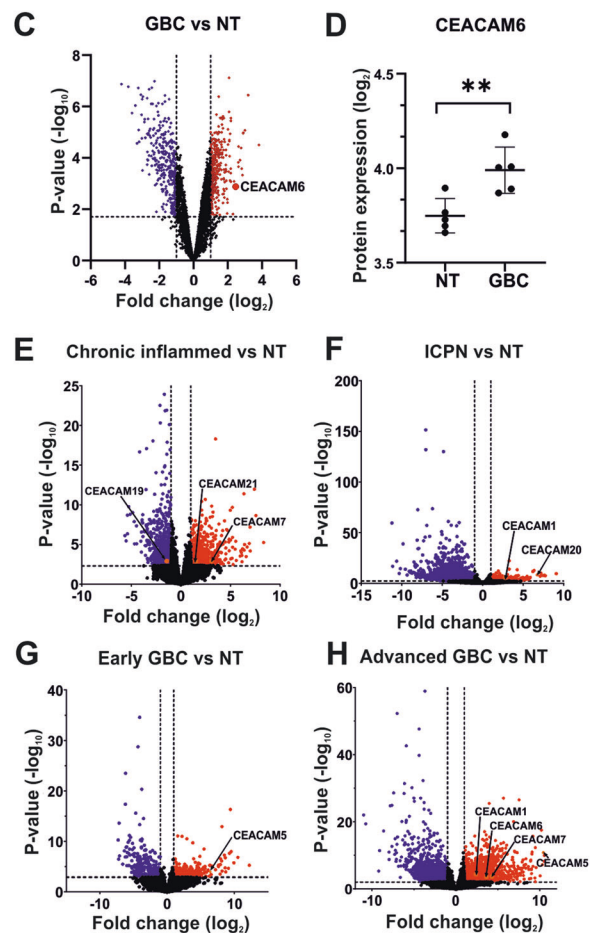 C
GBC vs NT
P-value (-log₁₀)
8
6
4
2
0
CEACAM6
-6
-4
-2
0
2
4
6
Fold change (log₂)
D
CEACAM6
Protein expression (log₂)
4.5
4.0
3.5
**
NT
GBC
E
Chronic inflammed vs NT
P-value (-log₁₀)
25
20
15
10
5
0
CEACAM19
CEACAM21
CEACAM7
-10
-5
0
5
10
Fold change (log₂)
F
ICPN vs NT
P-value (-log₁₀)
200
150
100
50
0
CEACAM1
CEACAM20
-15
-10
-5
0
5
10
Fold change (log₂)
G
Early GBC vs NT
P-value (-log₁₀)
40
30
20
10
0
CEACAM5
-10
0
10
Fold change (log₂)
H
Advanced GBC vs NT
P-value (-log₁₀)
60
40
20
0
CEACAM1
CEACAM6
CEACAM7
CEACAM5
-10
0
10
Fold change (log₂)